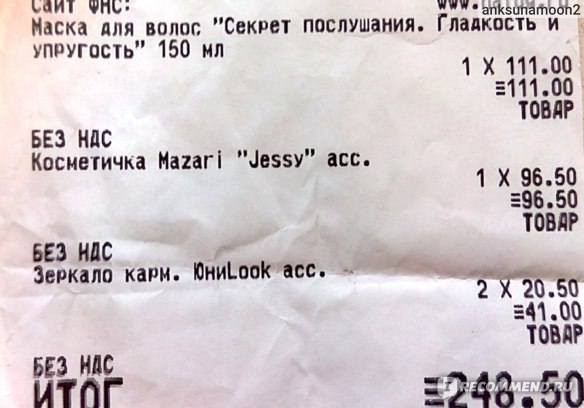 Сайт ФНС:
anksunamoon2
Маска для волос "Секрет послушания. Гладкость и
упругость" 150 мл
1 X 111.00
≡111.00
ТОВАР
БЕЗ НДС
Косметичка Mazari "Jessy" асс.
1 X 96.50
≡96.50
ТОВАР
БЕЗ НДС
Зеркало карм. ЮниLook асс.
2 X 20.50
≡41.00
ТОВАР
БЕЗ НДС
ИТОГ ≡248.50
IRECOMMEND.RU